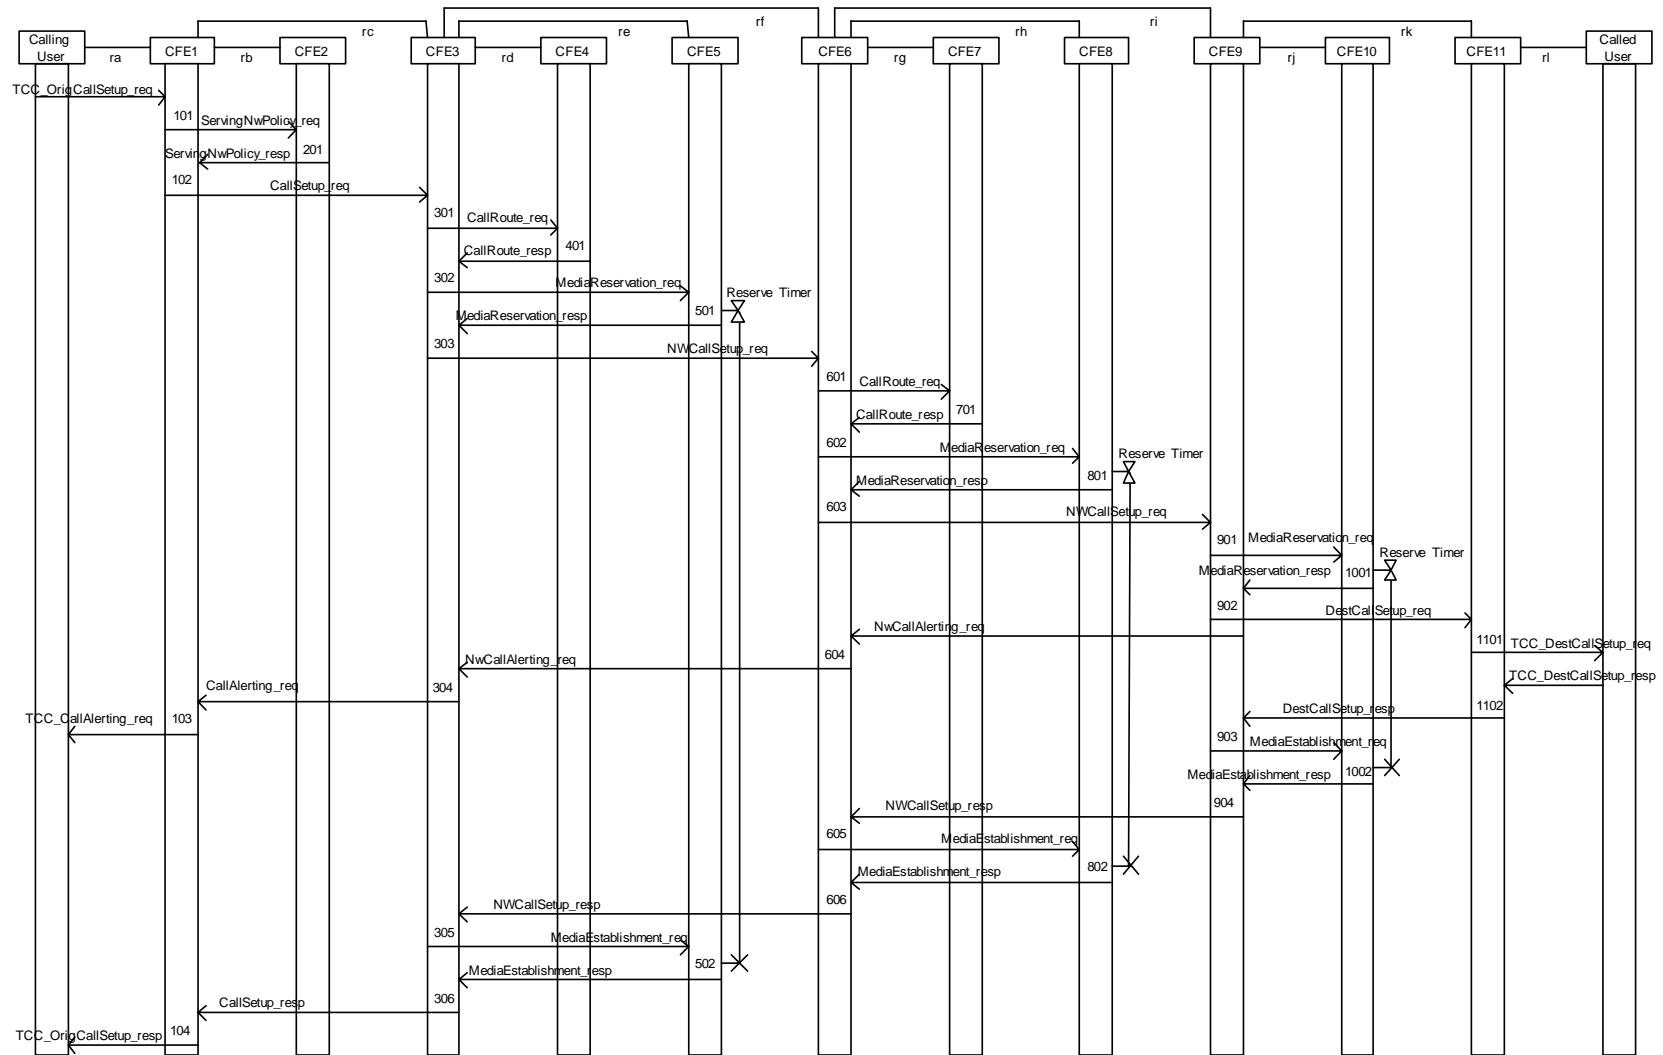 rf
ri
rc
re
rh
rk
Calling
User
CFE1
CFE2
CFE3
CFE4
CFE5
CFE6
CFE7
CFE8
CFE9
CFE10
CFE11
Called
User
ra
rb
rd
rg
rj
rl
TCC_OrigCallSetup_req
101
ServingNwPolicy_req
ServingNwPolicy_resp
201
102
CallSetup_req
301
CallRoute_req
CallRoute_resp
401
302
MediaReservation_req
Reserve Timer
MediaReservation_resp
501
303
NWCallSetup_req
601
CallRoute_req
CallRoute_resp
701
602
MediaReservation_req
Reserve Timer
MediaReservation_resp
801
603
NWCallSetup_req
901
MediaReservation_req
Reserve Timer
MediaReservation_resp
1001
902
DestCallSetup_req
NwCallAlerting_req
1101
TCC_DestCallSetup_req
NwCallAlerting_req
604
TCC_DestCallSetup_resp
CallAlerting_req
304
DestCallSetup_resp
1102
TCC_CallAlerting_req
103
903
MediaEstablishment_req
MediaEstablishment_resp
1002
NWCallSetup_resp
904
605
MediaEstablishment_req
MediaEstablishment_resp
802
NWCallSetup_resp
606
305
MediaEstablishment_req
MediaEstablishment_resp
502
CallSetup_resp
306
TCC_OrigCallSetup_resp
104